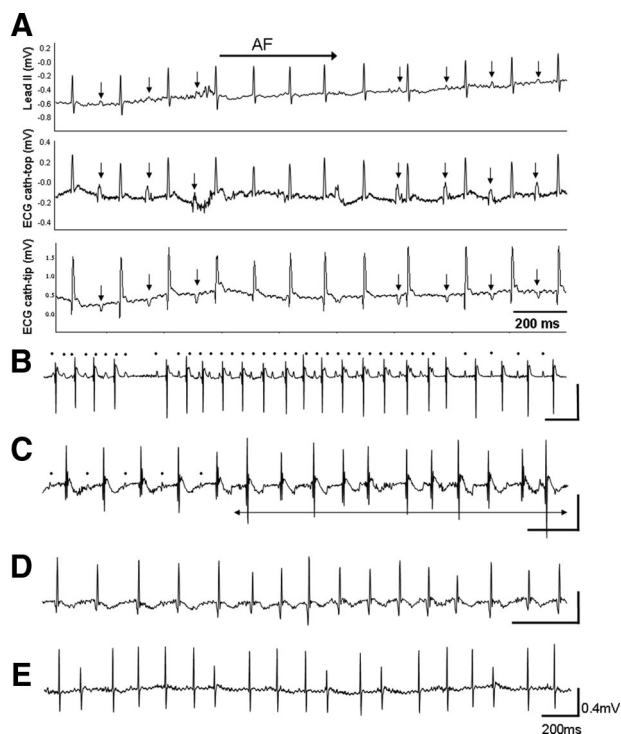 A
AF
Lead II (mV)
0.2
0.0
-0.2
-0.4
-0.6
-0.8
ECG cath-top (mV)
0.4
0.2
-0.0
-0.2
-0.4
ECG cath-tip (mV)
1.5
1.0
0.5
0.0
200 ms
B
C
D
E
0.4mV
200ms